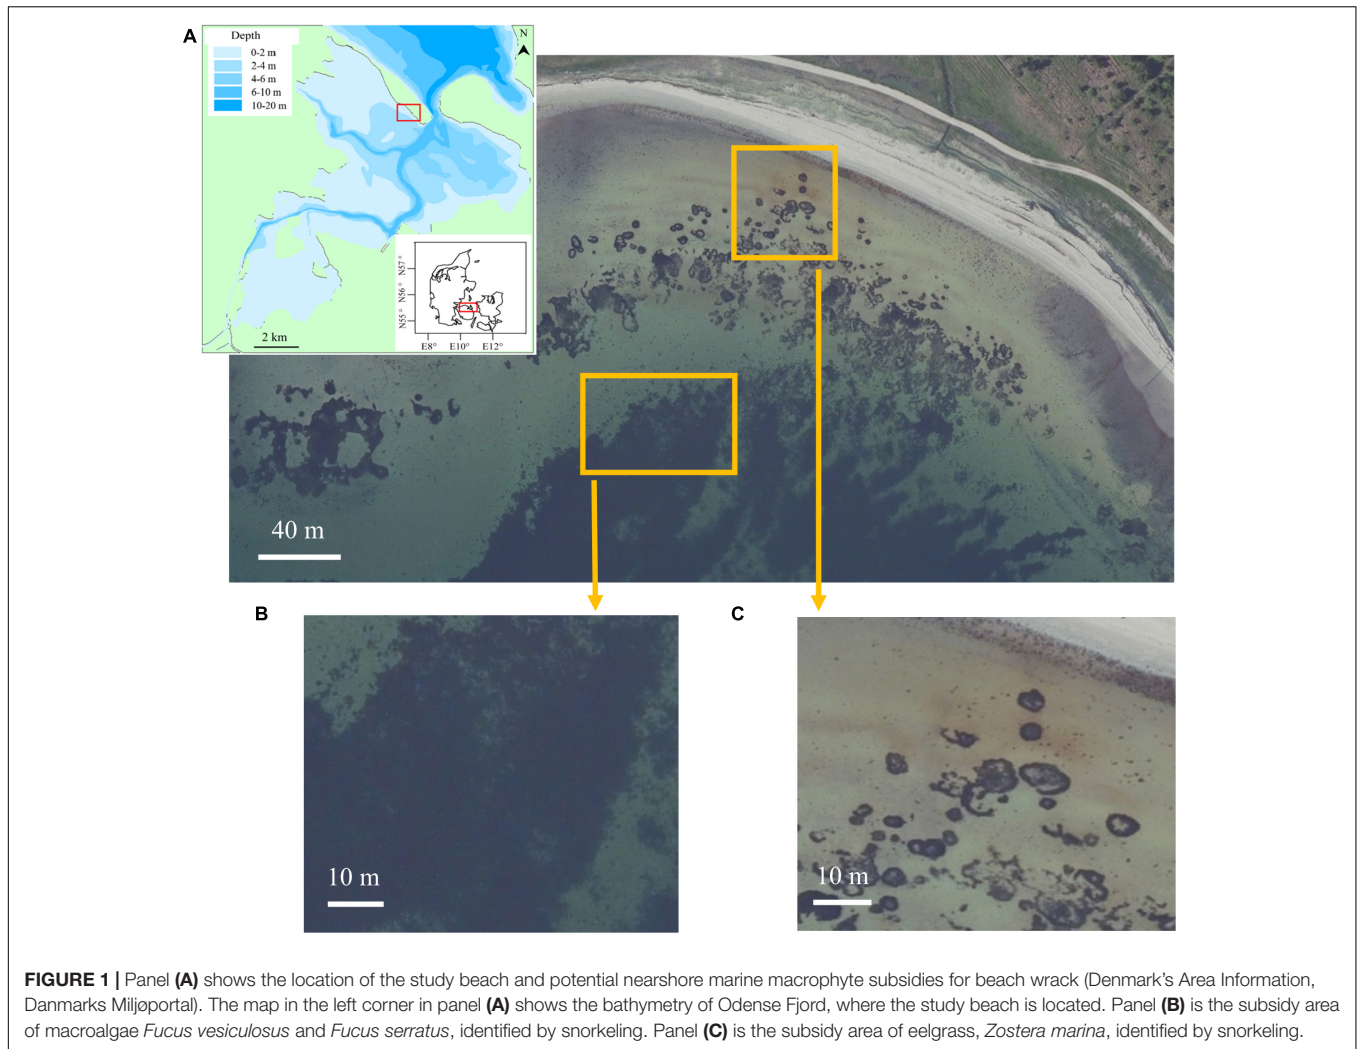 A
Depth
0-2 m
2-4 m
4-6 m
6-10 m
10-20 m
N
2 km
N57°
N56°
N55°
E8° E10° E12°
40 m
B
10 m
C
10 m
FIGURE 1 | Panel (A) shows the location of the study beach and potential nearshore marine macrophyte subsidies for beach wrack (Denmark's Area Information,
Danmarks Miljøportal). The map in the left corner in panel (A) shows the bathymetry of Odense Fjord, where the study beach is located. Panel (B) is the subsidy area
of macroalgae Fucus vesiculosus and Fucus serratus, identified by snorkeling. Panel (C) is the subsidy area of eelgrass, Zostera marina, identified by snorkeling.